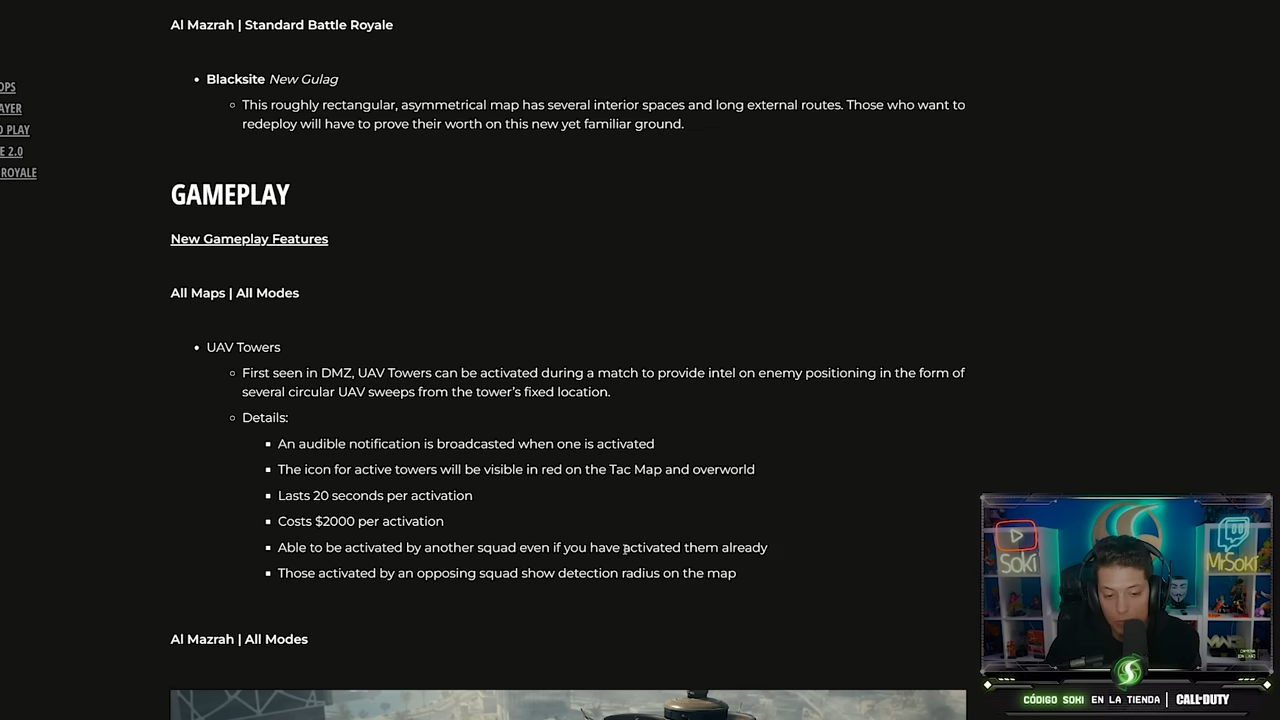 Al Mazrah | Standard Battle Royale
OPS
AYER
O PLAY
E 2.0
ROYALE
• Blacksite New Gulag
This roughly rectangular, asymmetrical map has several interior spaces and long external routes. Those who want to
redeploy will have to prove their worth on this new yet familiar ground.
GAMEPLAY
New Gameplay Features
All Maps | All Modes
• UAV Towers
First seen in DMZ, UAV Towers can be activated during a match to provide intel on enemy positioning in the form of
several circular UAV sweeps from the tower’s fixed location.
Details:
An audible notification is broadcasted when one is activated
The icon for active towers will be visible in red on the Tac Map and overworld
Lasts 20 seconds per activation
Costs $2000 per activation
Able to be activated by another squad even if you have activated them already
Those activated by an opposing squad show detection radius on the map
Al Mazrah | All Modes
Soki
MrSoki
CÓDIGO SOKI EN LA TIENDA | CALL OF DUTY